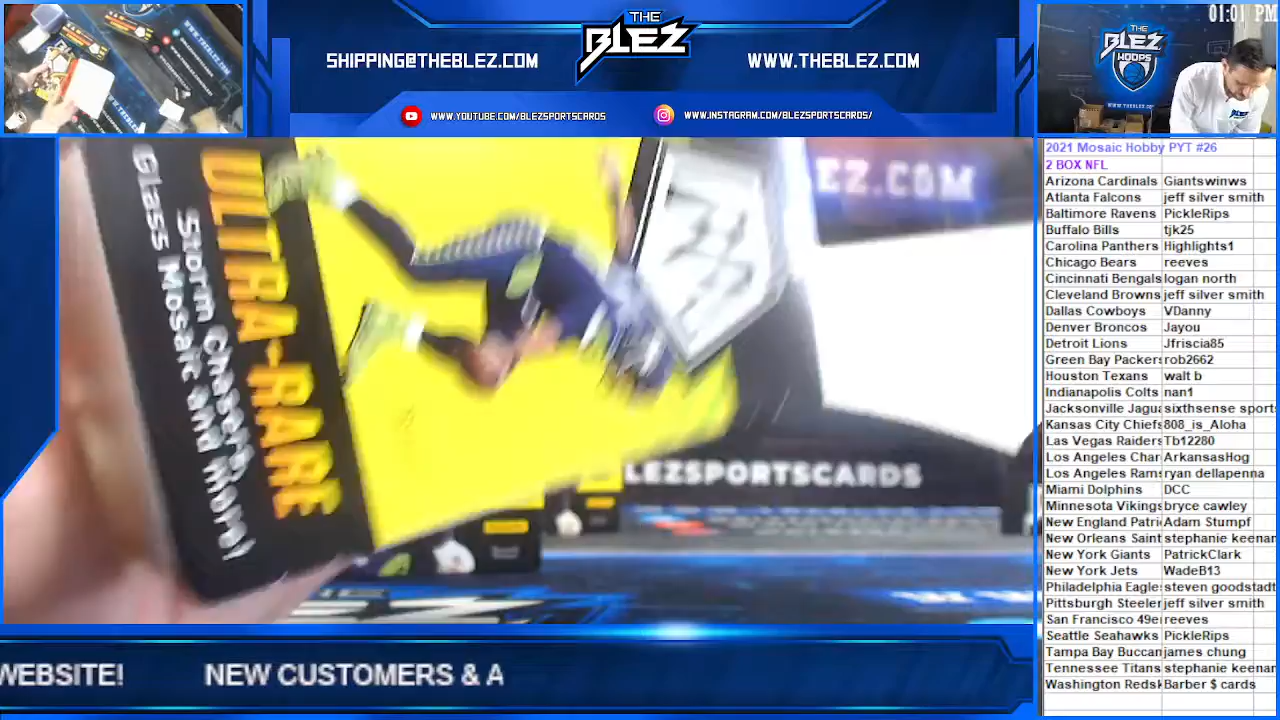 01:01 PM
THE
BLEZ
SHIPPING@THEBLEZ.COM
WWW.THEBLEZ.COM
WWW.YOUTUBE.COM/BLEZSPORTSCARDS
WWW.INSTAGRAM.COM/BLEZSPORTSCARDS/
THE
BLEZ
HOOPS
ULTRA-RARE
Storm Chasers,
Glass Mosaic and more!
EZ.COM
LEZSPORTSCARDS
2021 Mosaic Hobby PYT #26
2 BOX NFL
Arizona Cardinals Giantswinws
Atlanta Falcons jeff silver smith
Baltimore Ravens PickleRips
Buffalo Bills tjk25
Carolina Panthers Highlights1
Chicago Bears reeves
Cincinnati Bengals logan north
Cleveland Browns jeff silver smith
Dallas Cowboys VDanny
Denver Broncos Jayou
Detroit Lions Jfriscia85
Green Bay Packers rob2662
Houston Texans walt b
Indianapolis Colts nan1
Jacksonville Jagua sixthsense sport
Kansas City Chiefs 808_is_Aloha
Las Vegas Raiders Tb12280
Los Angeles Char ArkansasHog
Los Angeles Rams ryan dellapenna
Miami Dolphins DCC
Minnesota Vikings bryce cawley
New England Patri Adam Stumpf
New Orleans Saint stephanie keenan
New York Giants PatrickClark
New York Jets WadeB13
Philadelphia Eagle steven goodstadt
Pittsburgh Steeler jeff silver smith
San Francisco 49e reeves
Seattle Seahawks PickleRips
Tampa Bay Buccan james chung
Tennessee Titans stephanie keenan
Washington Redsk Barber $ cards
WEBSITE! NEW CUSTOMERS & A